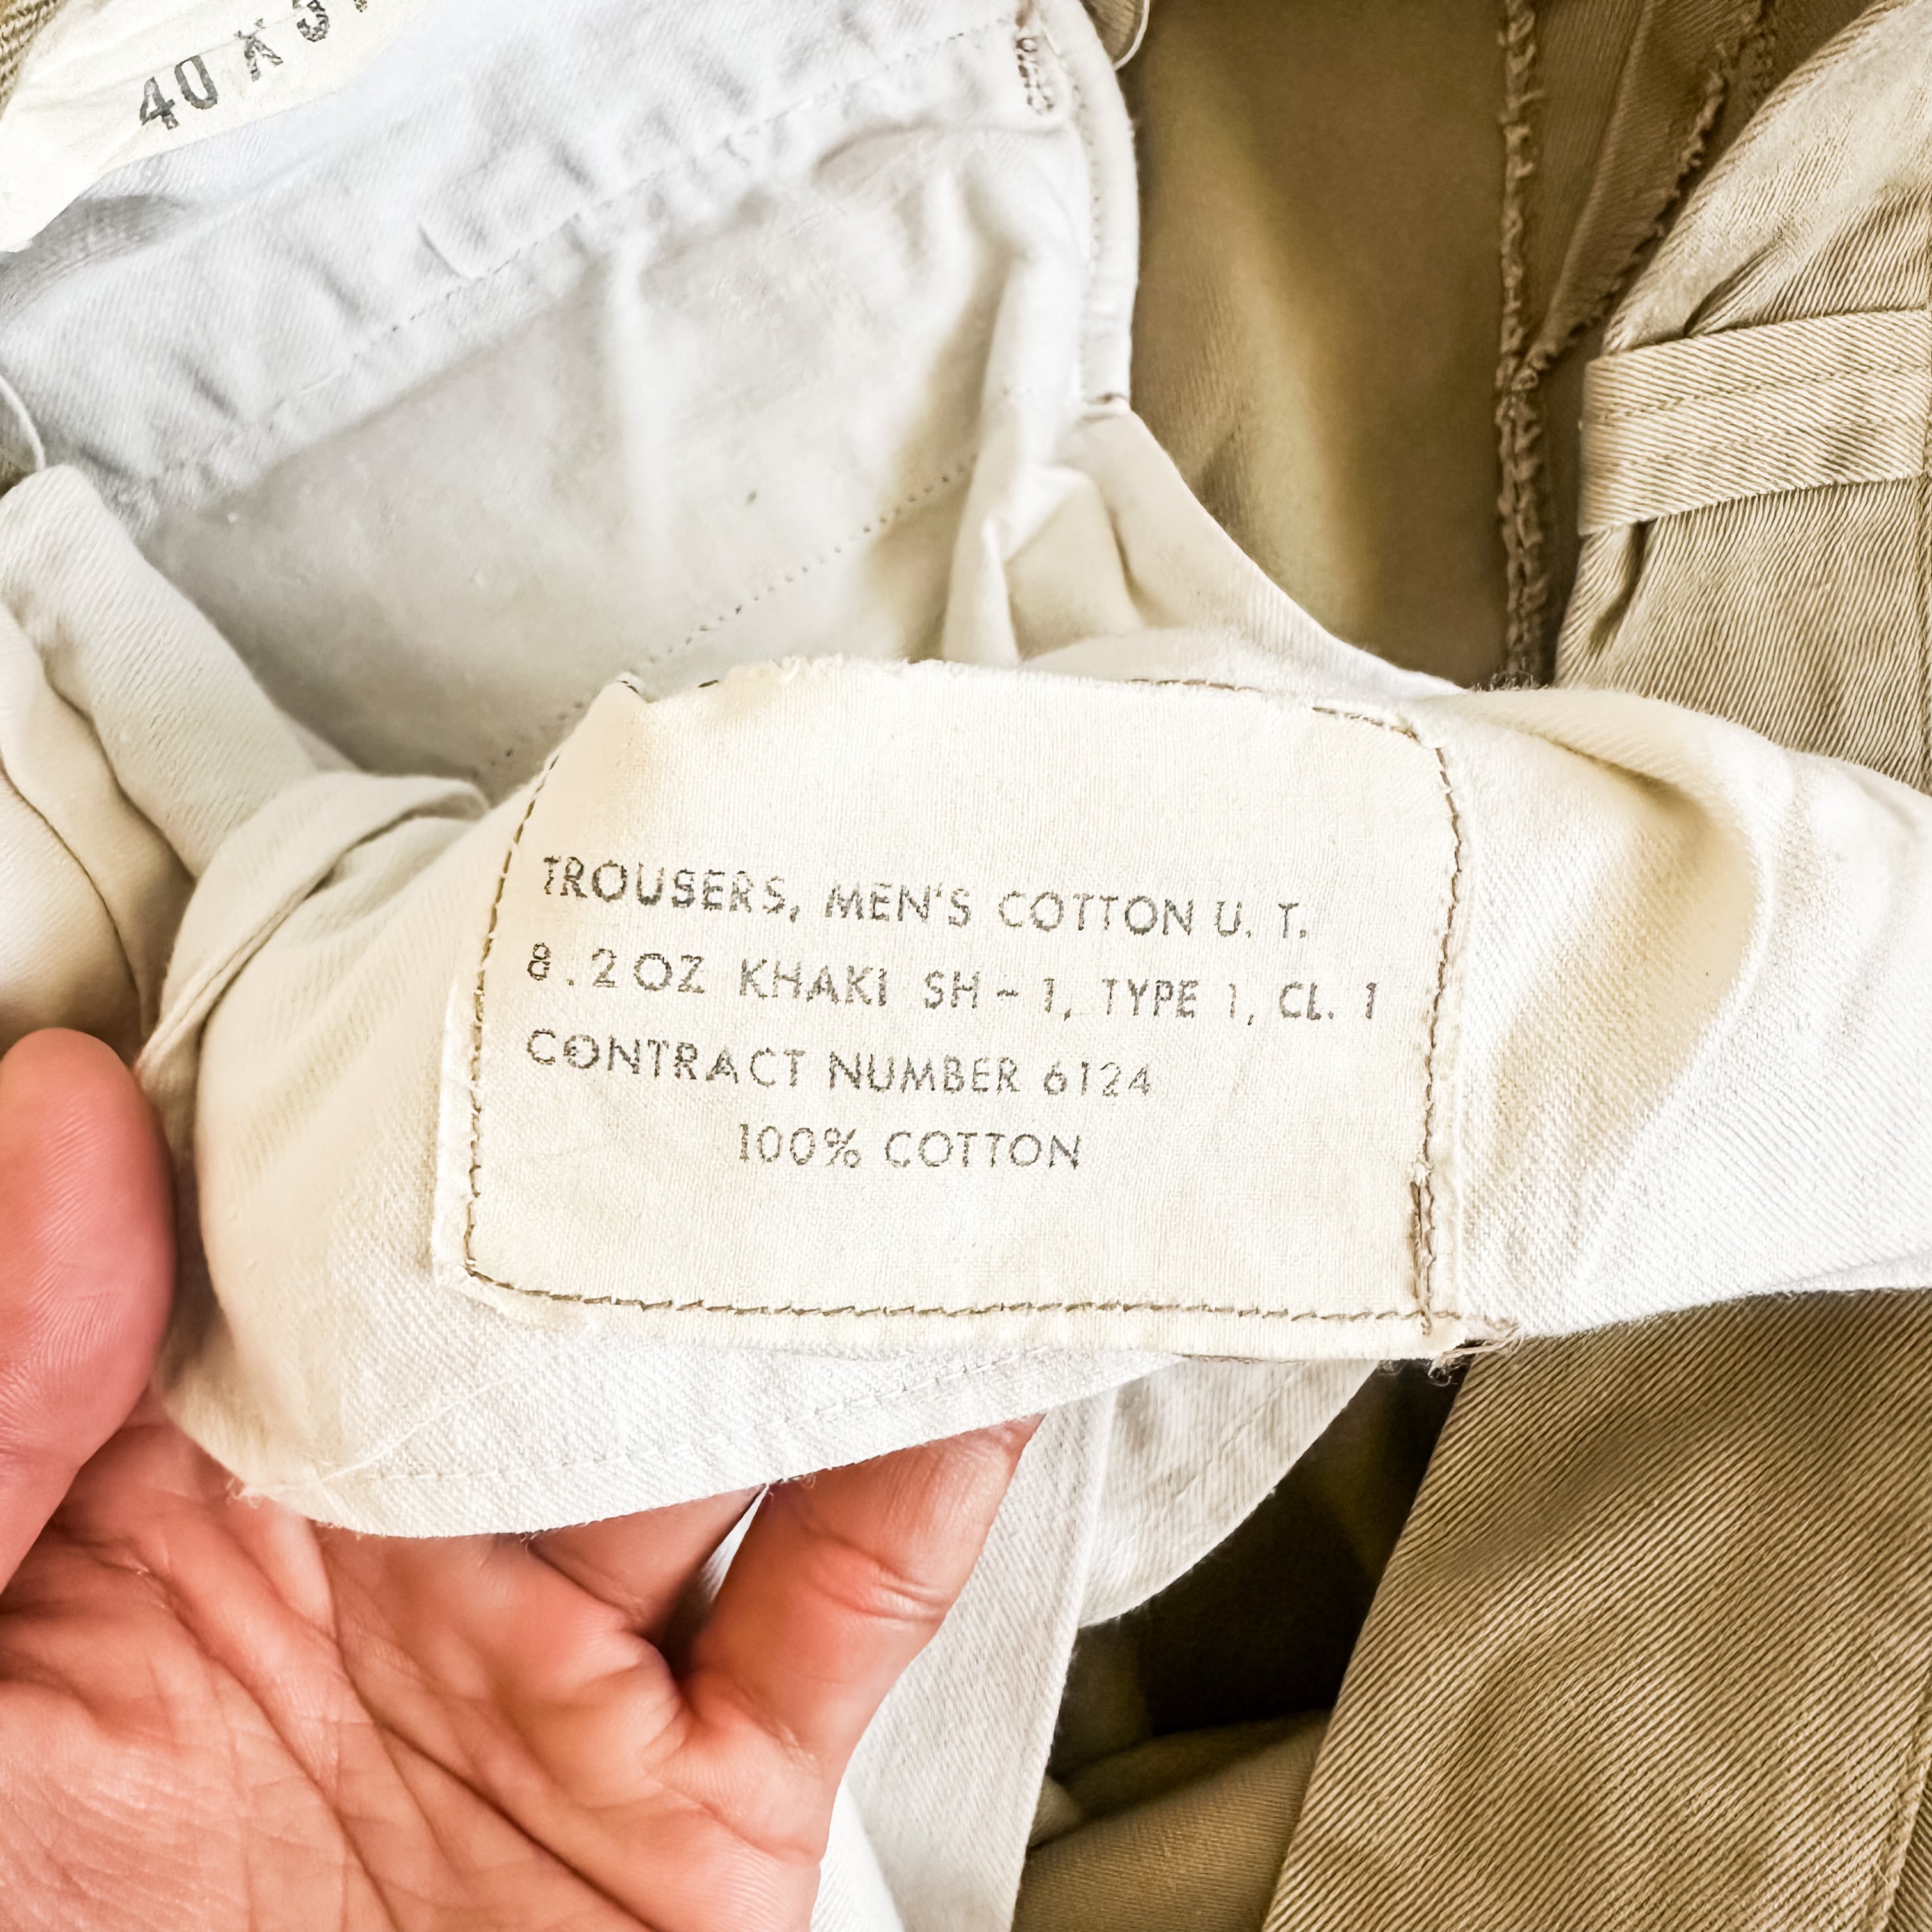 40 X 3
TROUSERS, MEN'S COTTON U. T.
8.2 OZ KHAKI SH-1, TYPE 1, CL. 1
CONTRACT NUMBER 6124
100% COTTON